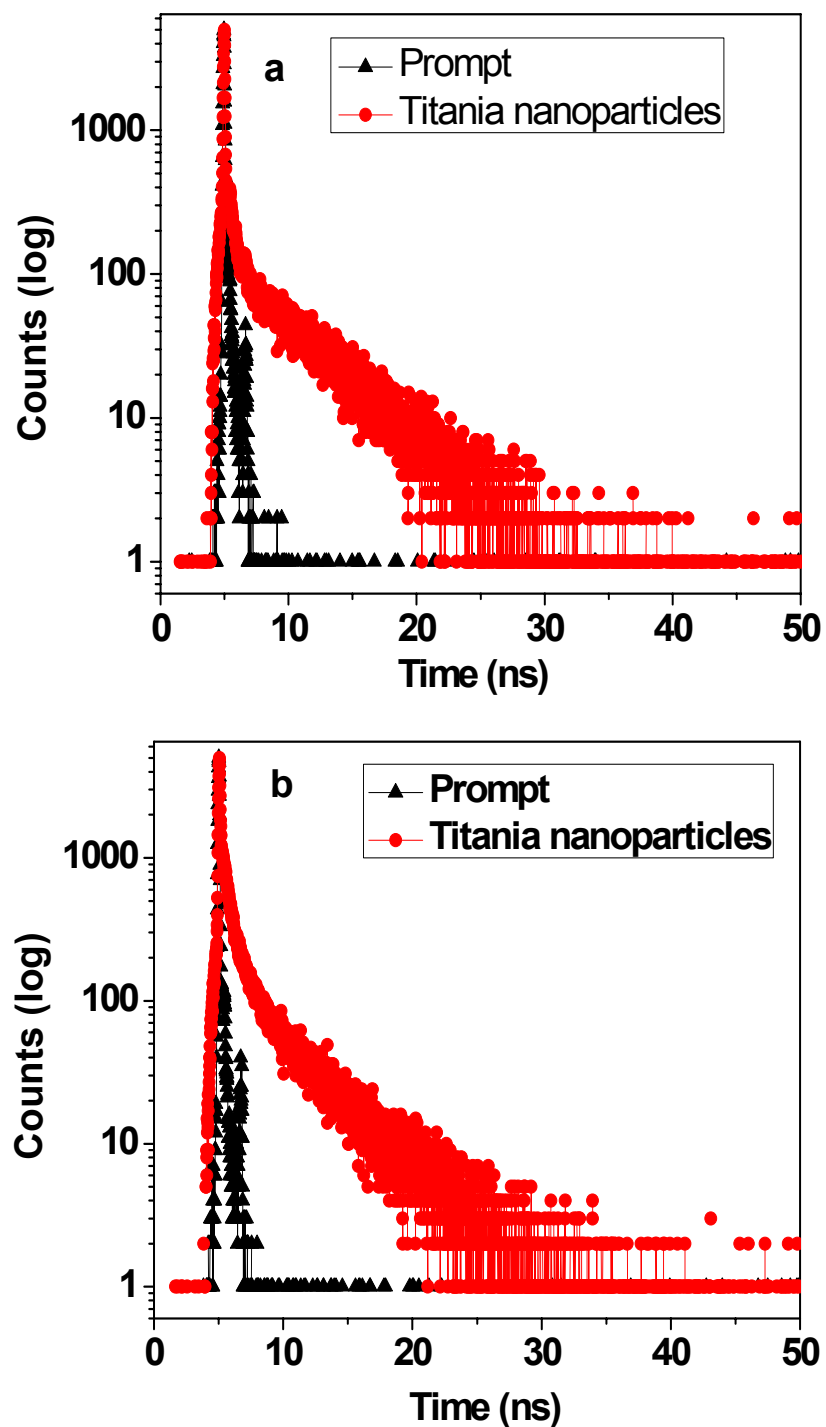 a
Prompt
Titania nanoparticles
Counts (log)
1000
100
10
1
0 10 20 30 40 50
Time (ns)
b
Prompt
Titania nanoparticles
Counts (log)
1000
100
10
1
0 10 20 30 40 50
Time (ns)